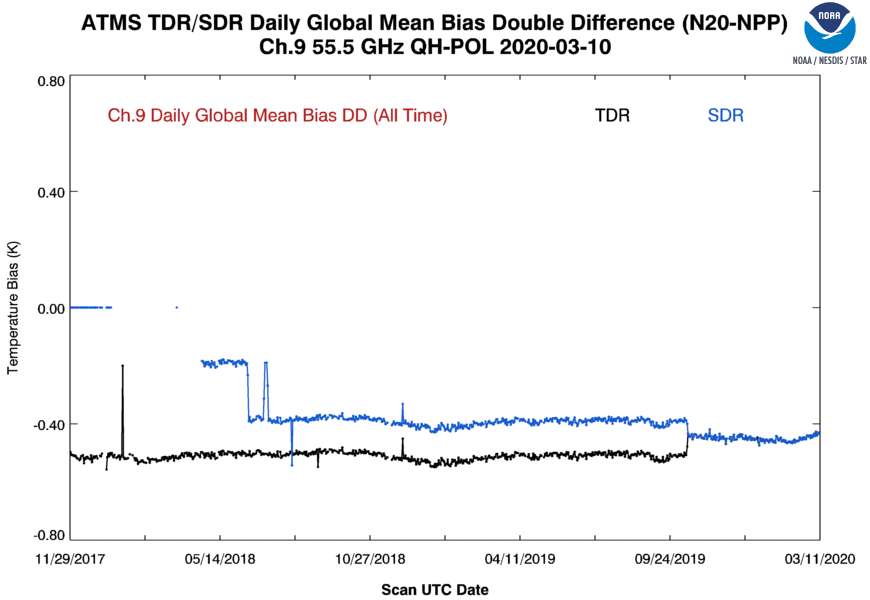 ATMS TDR/SDR Daily Global Mean Bias Double Difference (N20-NPP)
Ch.9 55.5 GHz QH-POL 2020-03-10
NOAA
NOAA / NESDIS / STAR
Ch.9 Daily Global Mean Bias DD (All Time)
TDR
SDR
Temperature Bias (K)
0.80
0.40
0.00
-0.40
-0.80
11/29/2017
05/14/2018
10/27/2018
04/11/2019
09/24/2019
03/11/2020
Scan UTC Date